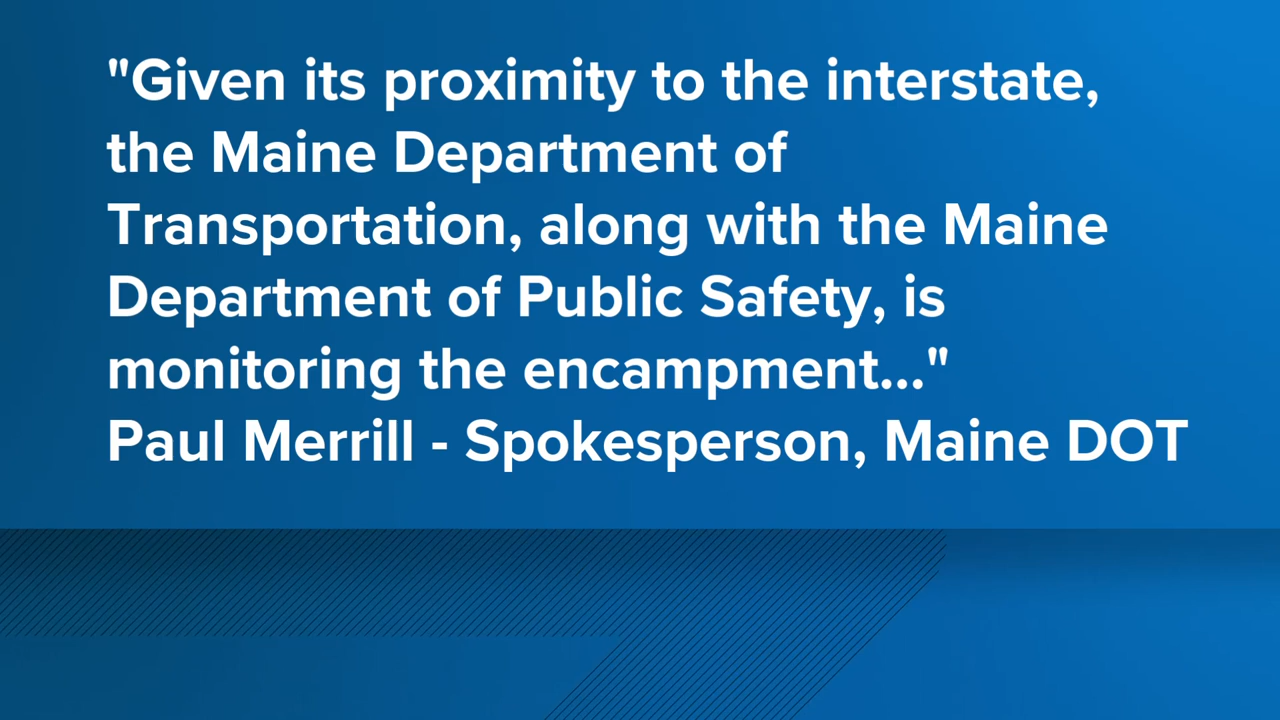 "Given its proximity to the interstate,
the Maine Department of
Transportation, along with the Maine
Department of Public Safety, is
monitoring the encampment..."
Paul Merrill - Spokesperson, Maine DOT